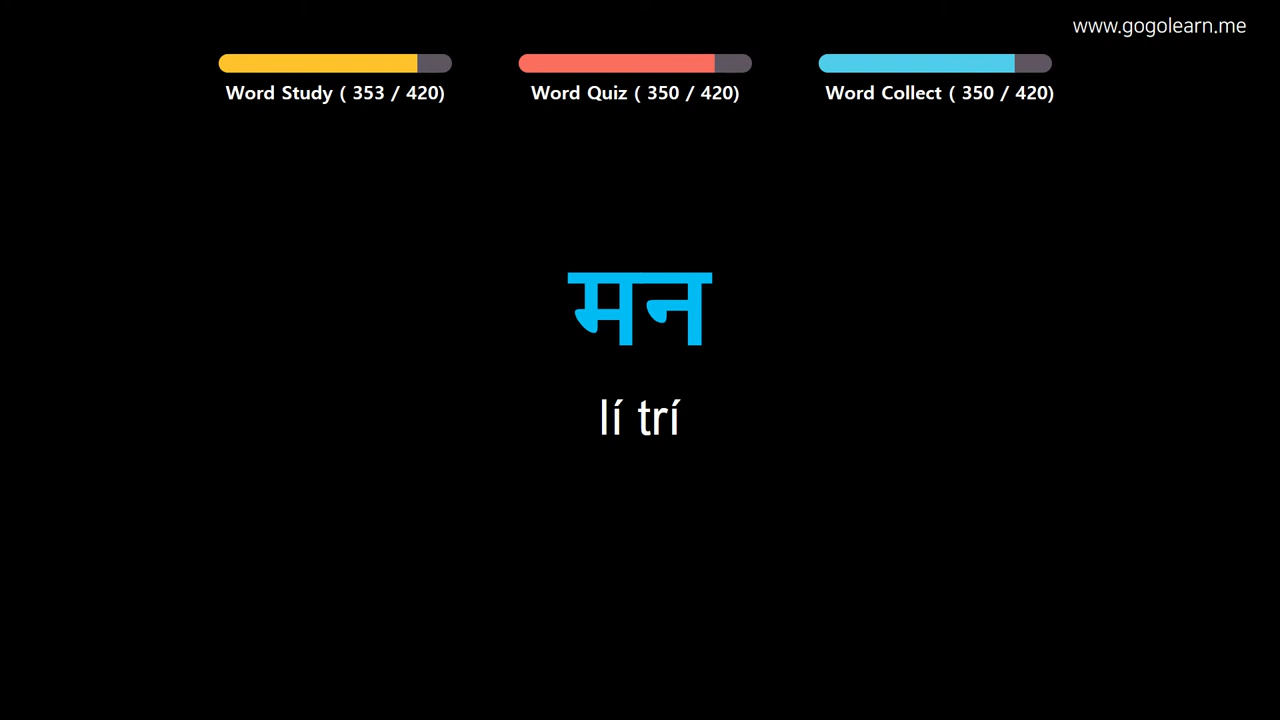 www.gogolearn.me
Word Study ( 353 / 420)
Word Quiz ( 350 / 420)
Word Collect ( 350 / 420)
मन
lí trí